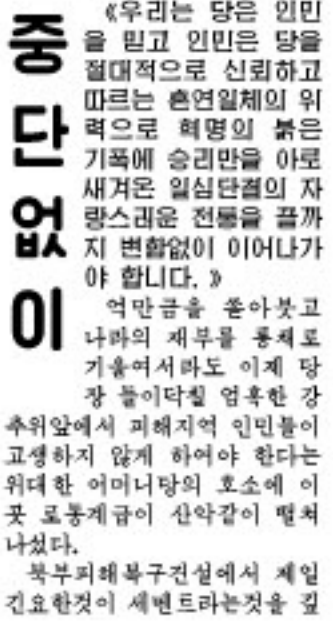 중단없이
《우리는 당은 인민
을 믿고 인민은 당을
절대적으로 신뢰하고
따르는 혼연일체의 위
력으로 혁명의 붉은
기폭에 승리만을 아로
새겨온 일심단결의 자
랑스러운 전통을 끝까
지 변함없이 이어나가
야 합니다. 》
억만금을 쏟아붓고
나라의 재부를 통채로
기울여서라도 이제 당
장 들이닥칠 엄혹한 강
추위앞에서 피해지역 인민들이
고생하지 않게 하여야 한다는
위대한 어머니당의 호소에 이
곳 로동계급이 산악같이 떨쳐
나섰다.
북부피해복구건설에서 제일
긴요한것이 세멘트라는것을 깊